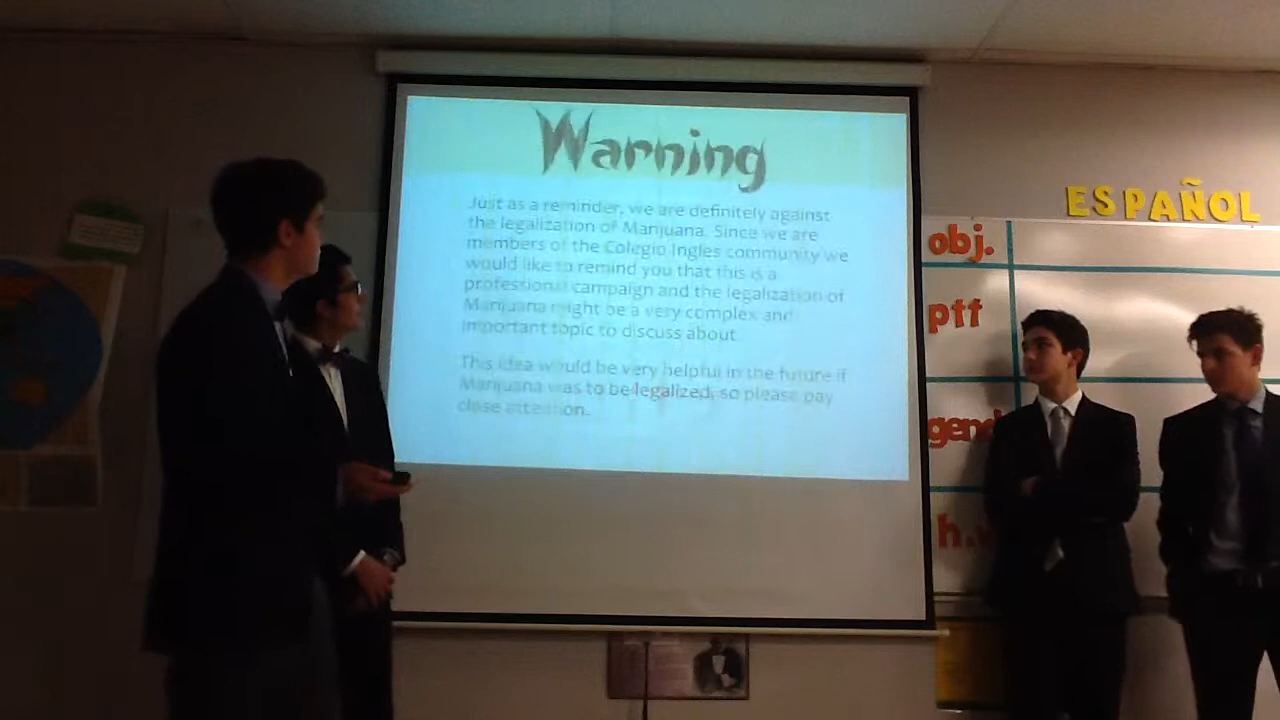 Warning
Just as a reminder, we are definitely against
the legalization of Marijuana. Since we are
members of the Colegio Ingles community we
would like to remind you that this is a
professional campaign and the legalization of
Marijuana might be a very complex and
important topic to discuss about.
This idea would be very helpful in the future if
Marijuana was to be legalized, so please pay
close attention.
ESPAÑOL
obj.
ptt
gend
h.